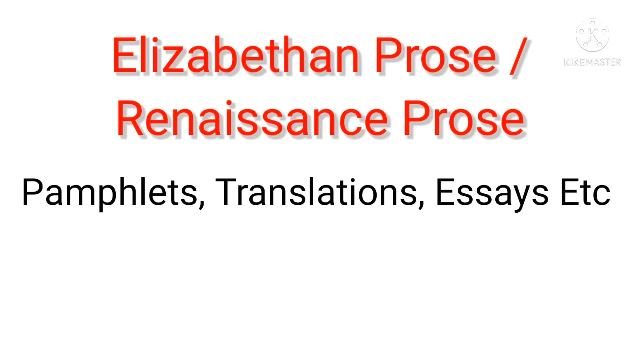 Elizabethan Prose /
Renaissance Prose
Pamphlets, Translations, Essays Etc
KINEMASTER